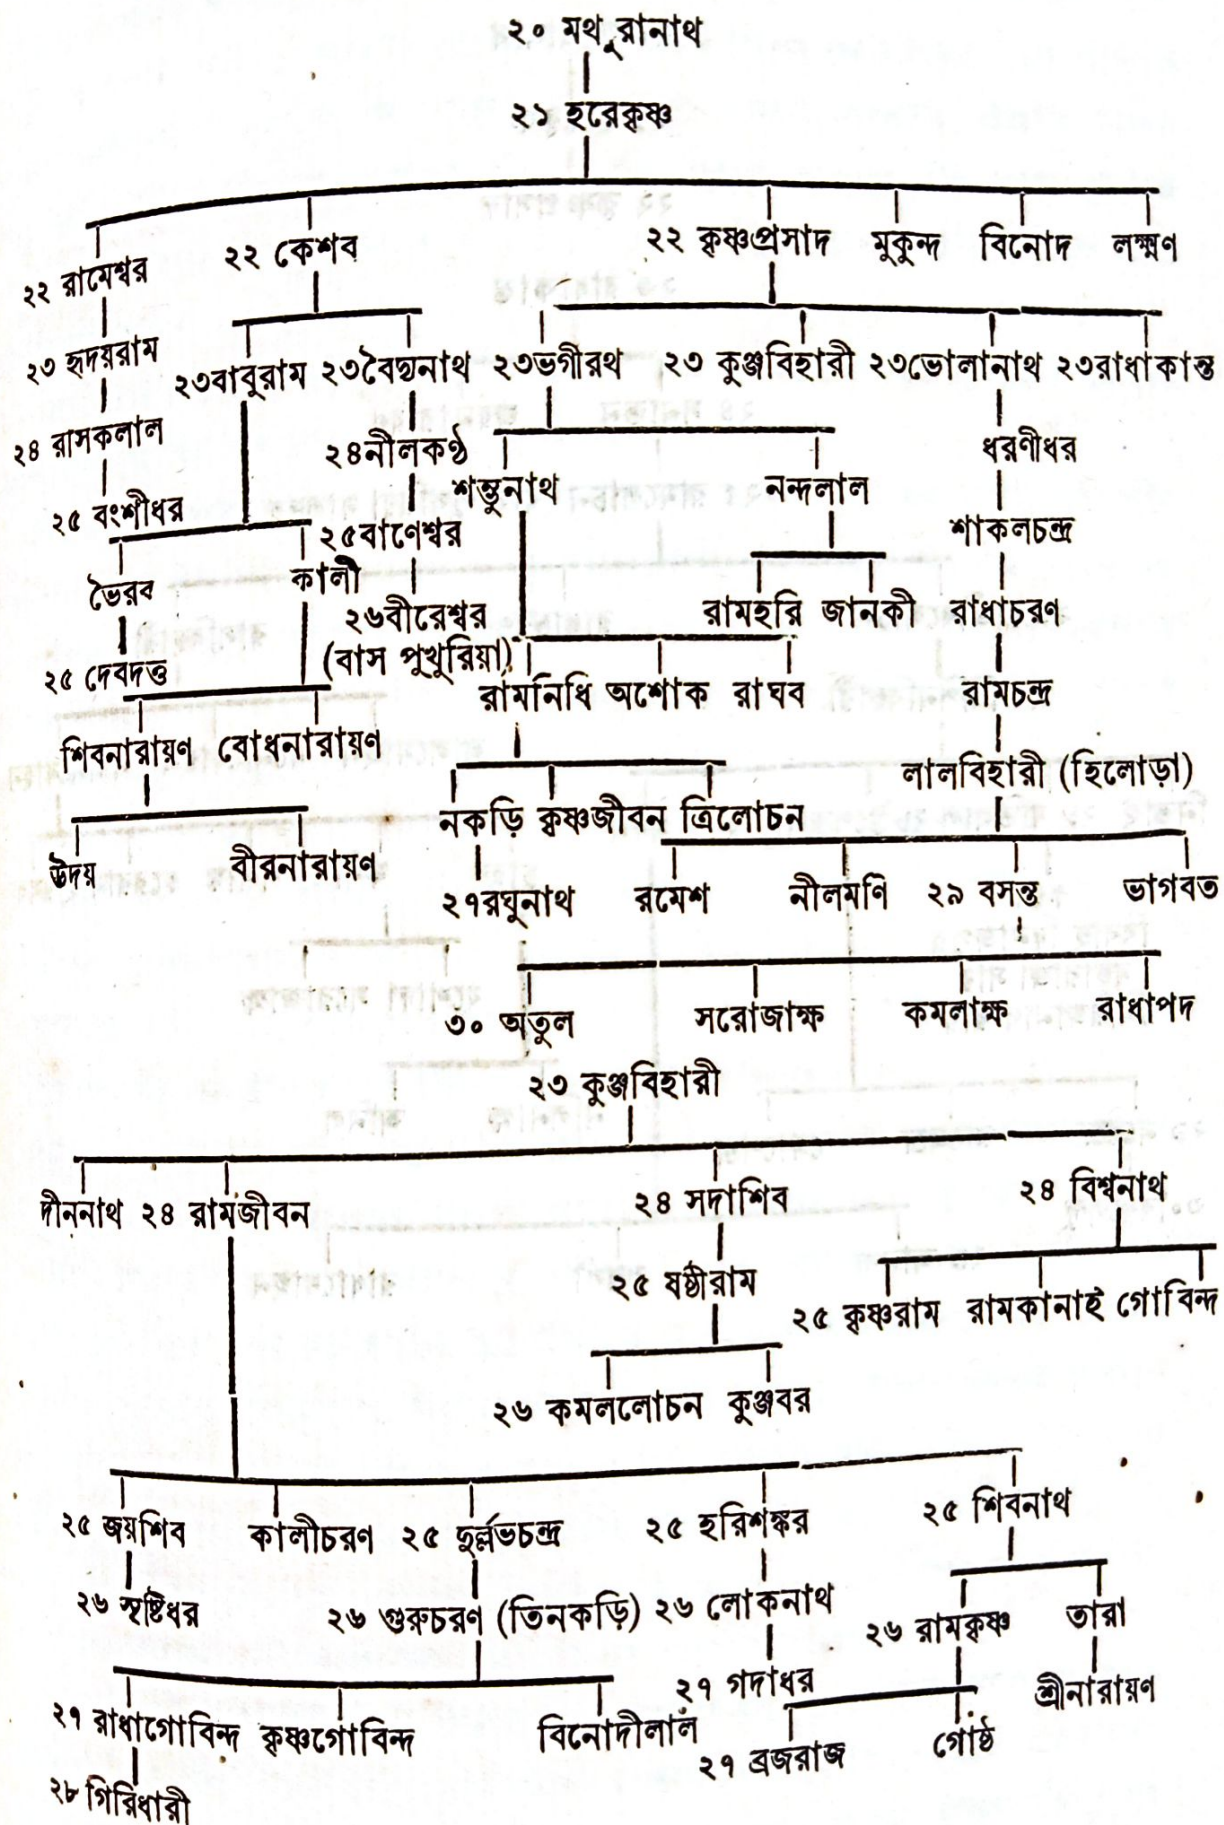 ২০ মথুরানাথ
২১ হরেকৃষ্ণ
২২ রামেশ্বর ২২ কেশব ২২ কৃষ্ণপ্রসাদ মুকুন্দ বিনোদ লক্ষ্মণ
২৩ হৃদয়রাম ২৩বাবুরাম ২৩বৈদ্যনাথ ২৩ভগীরথ ২৩ কুঞ্জবিহারী ২৩ভোলানাথ ২৩রাধাকান্ত
২৪ রাসকলাল ২৪নীলকণ্ঠ শম্ভুনাথ নন্দলাল ধরণীধর
২৫ বংশীধর ২৫বাণেশ্বর শাকলচন্দ্র
ভৈরব কালী ২৬বীরেশ্বর রামহরি জানকী রাধাচরণ
(বাস পুখুরিয়া)
২৫ দেবদত্ত রামনিধি অশোক রাঘব রামচন্দ্র
শিবনারায়ণ বোধনারায়ণ লালবিহারী (হিলোড়া)
নকড়ি কৃষ্ণজীবন ত্রিলোচন
উদয় বীরনারায়ণ ২৭রঘুনাথ রমেশ নীলমণি ২৯ বসন্ত ভাগবত
৩০ অতুল সরোজাক্ষ কমলাক্ষ রাধাপদ
২৩ কুঞ্জবিহারী
দীননাথ ২৪ রামজীবন ২৪ সদাশিব ২৪ বিশ্বনাথ
২৫ ষষ্ঠীরাম ২৫ কৃষ্ণরাম রামকানাই গোবিন্দ
২৬ কমললোচন কুঞ্জবর
২৫ জয়শিব কালীচরণ ২৫ দুর্ল্লভচন্দ্র ২৫ হরিশঙ্কর ২৫ শিবনাথ
২৬ সৃষ্টিধর ২৬ গুরুচরণ (তিনকড়ি) ২৬ লোকনাথ ২৬ রামকৃষ্ণ তারা
২৭ গদাধর শ্রীনারায়ণ
২৭ রাধাগোবিন্দ কৃষ্ণগোবিন্দ বিনোদীলাল ২৭ ব্রজরাজ গোষ্ঠ
২৮ গিরিধারী